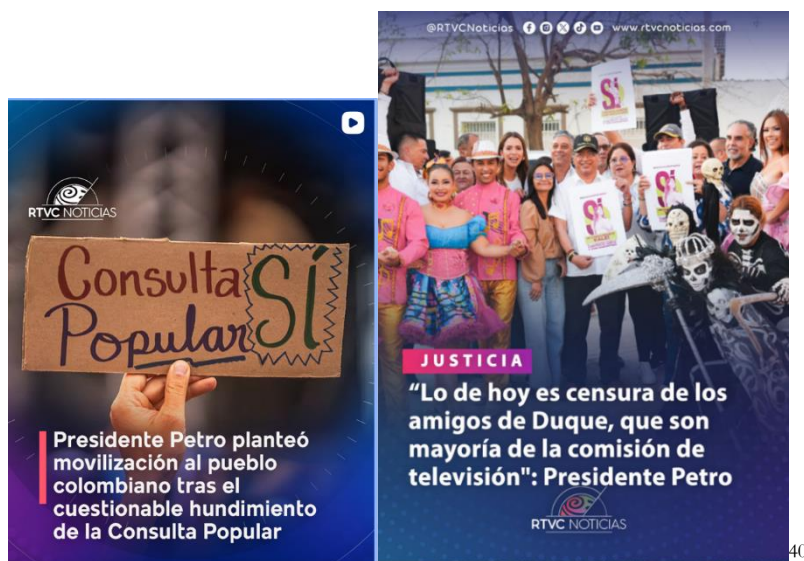 RTVC NOTICIAS
Consulta
Popular SÍ
Presidente Petro planteó
movilización al pueblo
colombiano tras el
cuestionable hundimiento
de la Consulta Popular
@RTVCNoticias www.rtvcnoticias.com
Sí
Sí
JUSTICIA
“Lo de hoy es censura de los
amigos de Duque, que son
mayoría de la comisión de
televisión": Presidente Petro
RTVC NOTICIAS
40